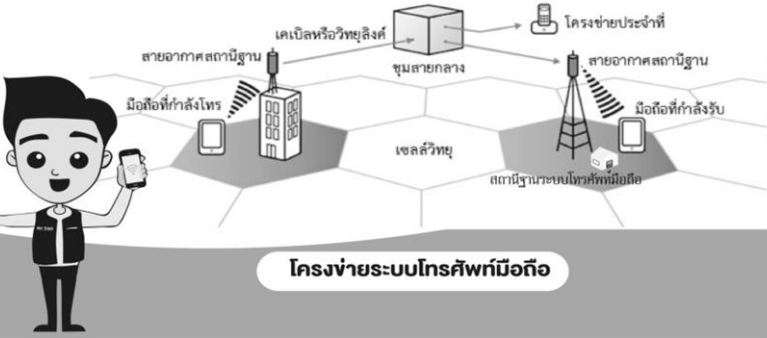 เคเบิลหรือวิทยุลิงค์
โครงข่ายประจำที่
สายอากาศสถานีฐาน
ชุมสายกลาง
สายอากาศสถานีฐาน
มือถือที่กำลังโทร
มือถือที่กำลังรับ
เซลล์วิทยุ
สถานีฐานระบบโทรศัพท์มือถือ
โครงข่ายระบบโทรศัพท์มือถือ